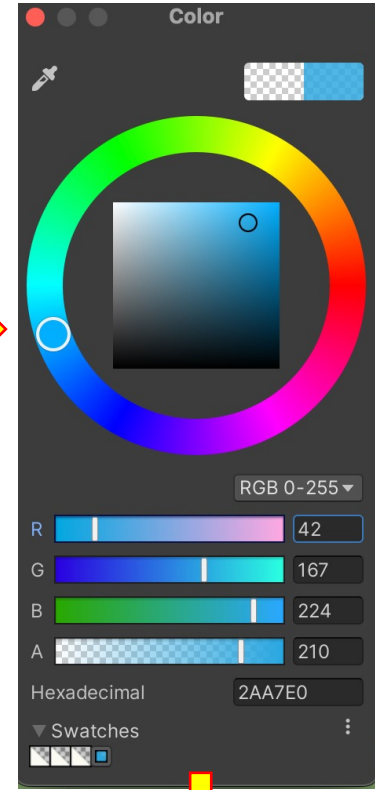 Color
RGB 0-255
R 42
G 167
B 224
A 210
Hexadecimal 2AA7E0
Swatches